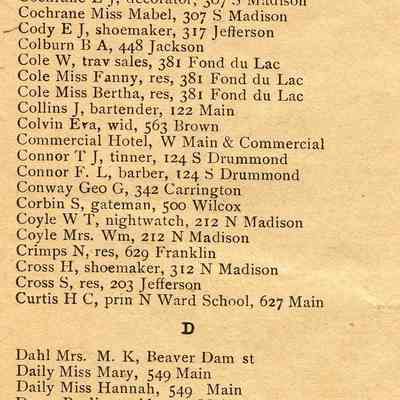 Cochrane E J, decorator, 307 S Madison
Cochrane Miss Mabel, 307 S Madison
Cody E J, shoemaker, 317 Jefferson
Colburn B A, 448 Jackson
Cole W, trav sales, 381 Fond du Lac
Cole Miss Fanny, res, 381 Fond du Lac
Cole Miss Bertha, res, 381 Fond du Lac
Collins J, bartender, 122 Main
Colvin Eva, wid, 563 Brown
Commercial Hotel, W Main & Commercial
Connor T J, tinner, 124 S Drummond
Connor F. L, barber, 124 S Drummond
Conway Geo G, 342 Carrington
Corbin S, gateman, 500 Wilcox
Coyle W T, nightwatch, 212 N Madison
Coyle Mrs. Wm, 212 N Madison
Crimps N, res, 629 Franklin
Cross H, shoemaker, 312 N Madison
Cross S, res, 203 Jefferson
Curtis H C, prin N Ward School, 627 Main
D
Dahl Mrs. M. K, Beaver Dam st
Daily Miss Mary, 549 Main
Daily Miss Hannah, 549 Main